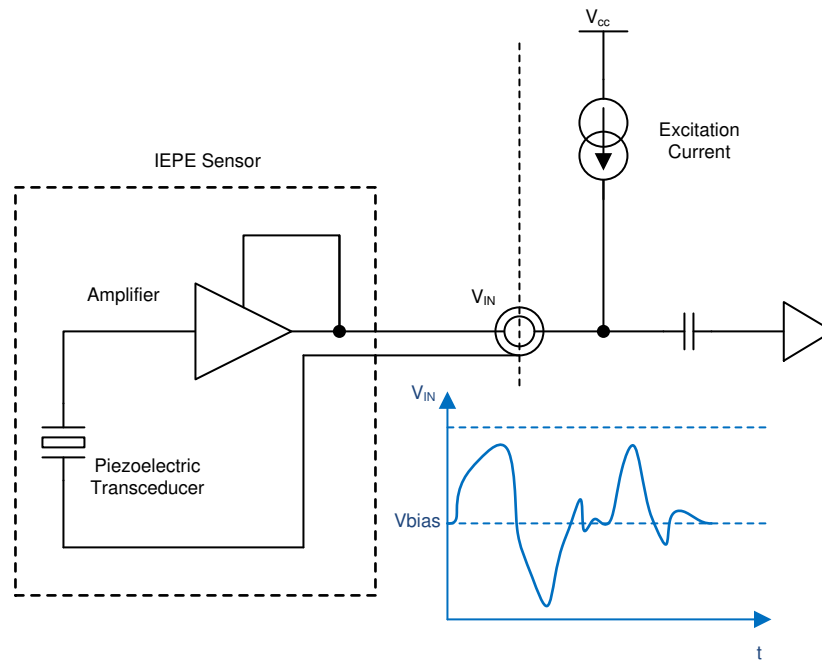 Vcc
Excitation
Current
IEPE Sensor
Amplifier
VIN
Piezoelectric
Transceducer
VIN
Vbias
t